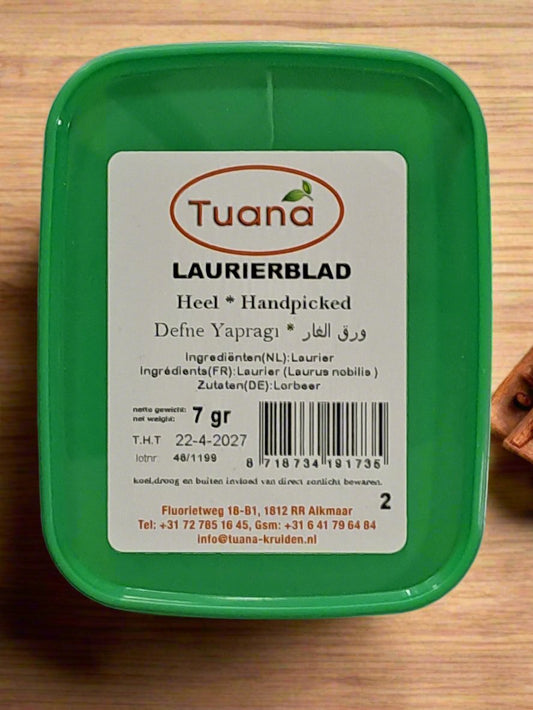 Tuana
LAURIERBLAD
Heel * Handpicked
Defne Yapragı * ورق الغار
Ingrediënten(NL):Laurier
Ingrédients(FR):Laurier (Laurus nobilis )
Zutaten(DE):Lorbeer
netto gewicht:
net weight: 7 gr
T.H.T 22-4-2027
lotnr: 46/1199
8 718734 191735
koel,droog en buiten invloed van direct zonlicht bewaren.
2
Fluorietweg 18-B1, 1812 RR Alkmaar
Tel: +31 72 785 16 45, Gsm: +31 6 41 79 64 84
info@tuana-kruiden.nl